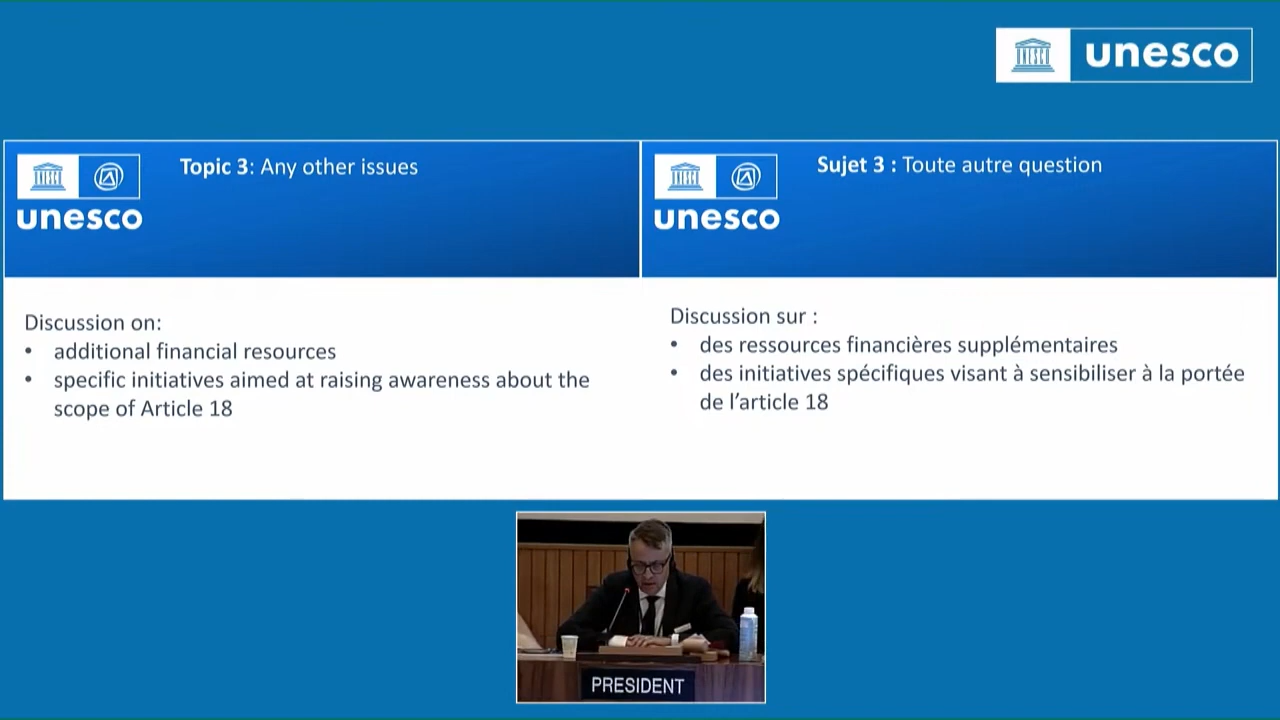 unesco
Topic 3: Any other issues
unesco
Discussion on:
• additional financial resources
• specific initiatives aimed at raising awareness about the
scope of Article 18
Sujet 3 : Toute autre question
unesco
Discussion sur :
• des ressources financières supplémentaires
• des initiatives spécifiques visant à sensibiliser à la portée
de l’article 18
PRESIDENT